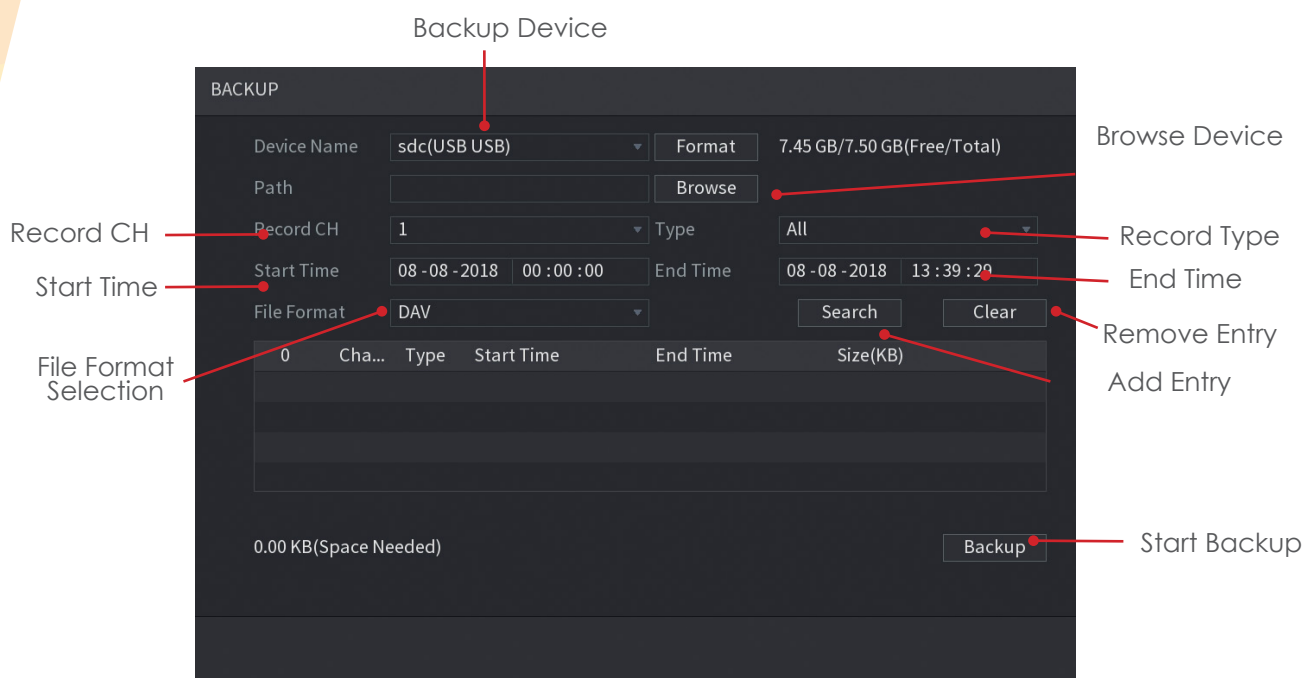 Backup Device
BACKUP
Device Name sdc(USB USB) Format 7.45 GB/7.50 GB(Free/Total)
Browse Device
Path Browse
Record CH
Record CH 1 Type All
Record Type
Start Time
Start Time 08-08-2018 00:00:00 End Time 08-08-2018 13:39:29
End Time
File Format DAV Search Clear
Remove Entry
File Format
Selection
0 Cha... Type Start Time End Time Size(KB)
Add Entry
0.00 KB(Space Needed) Backup
Start Backup